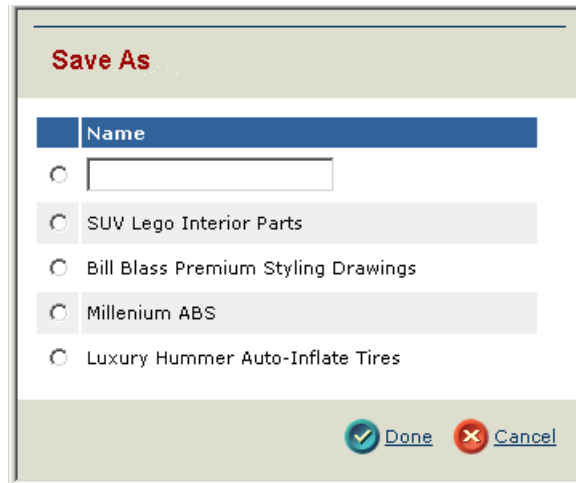 Save As
Name
SUV Lego Interior Parts
Bill Blass Premium Styling Drawings
Millenium ABS
Luxury Hummer Auto-Inflate Tires
Done Cancel